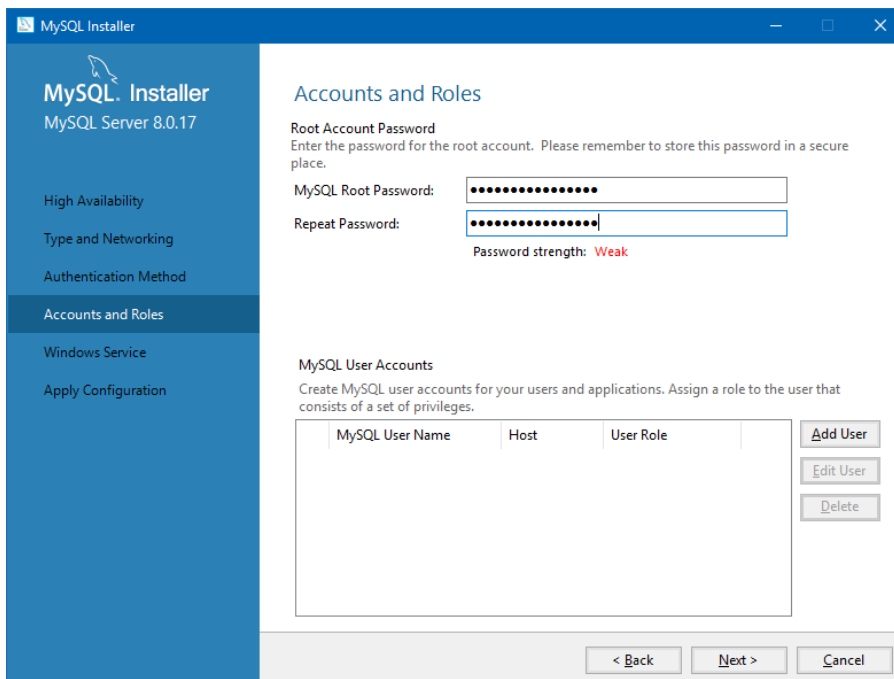 MySQL Installer
MySQL. Installer
MySQL Server 8.0.17
High Availability
Type and Networking
Authentication Method
Accounts and Roles
Windows Service
Apply Configuration
Accounts and Roles
Root Account Password
Enter the password for the root account.  Please remember to store this password in a secure
place.
MySQL Root Password: ●●●●●●●●●●●●●●●●
Repeat Password: ●●●●●●●●●●●●●●●●
Password strength: Weak
MySQL User Accounts
Create MySQL user accounts for your users and applications. Assign a role to the user that
consists of a set of privileges.
MySQL User Name Host User Role
Add User
Edit User
Delete
< Back Next > Cancel